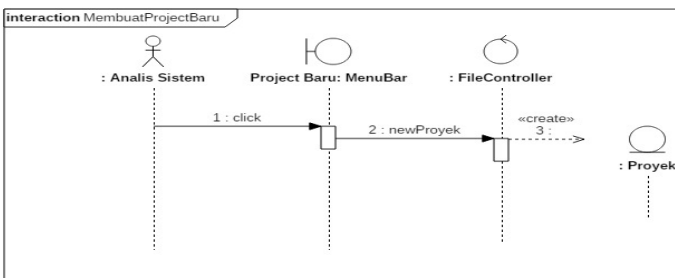 interaction MembuatProjectBaru
: Analis Sistem
Project Baru: MenuBar
: FileController
1 : click
2 : newProyek
«create»
3 :
: Proyek